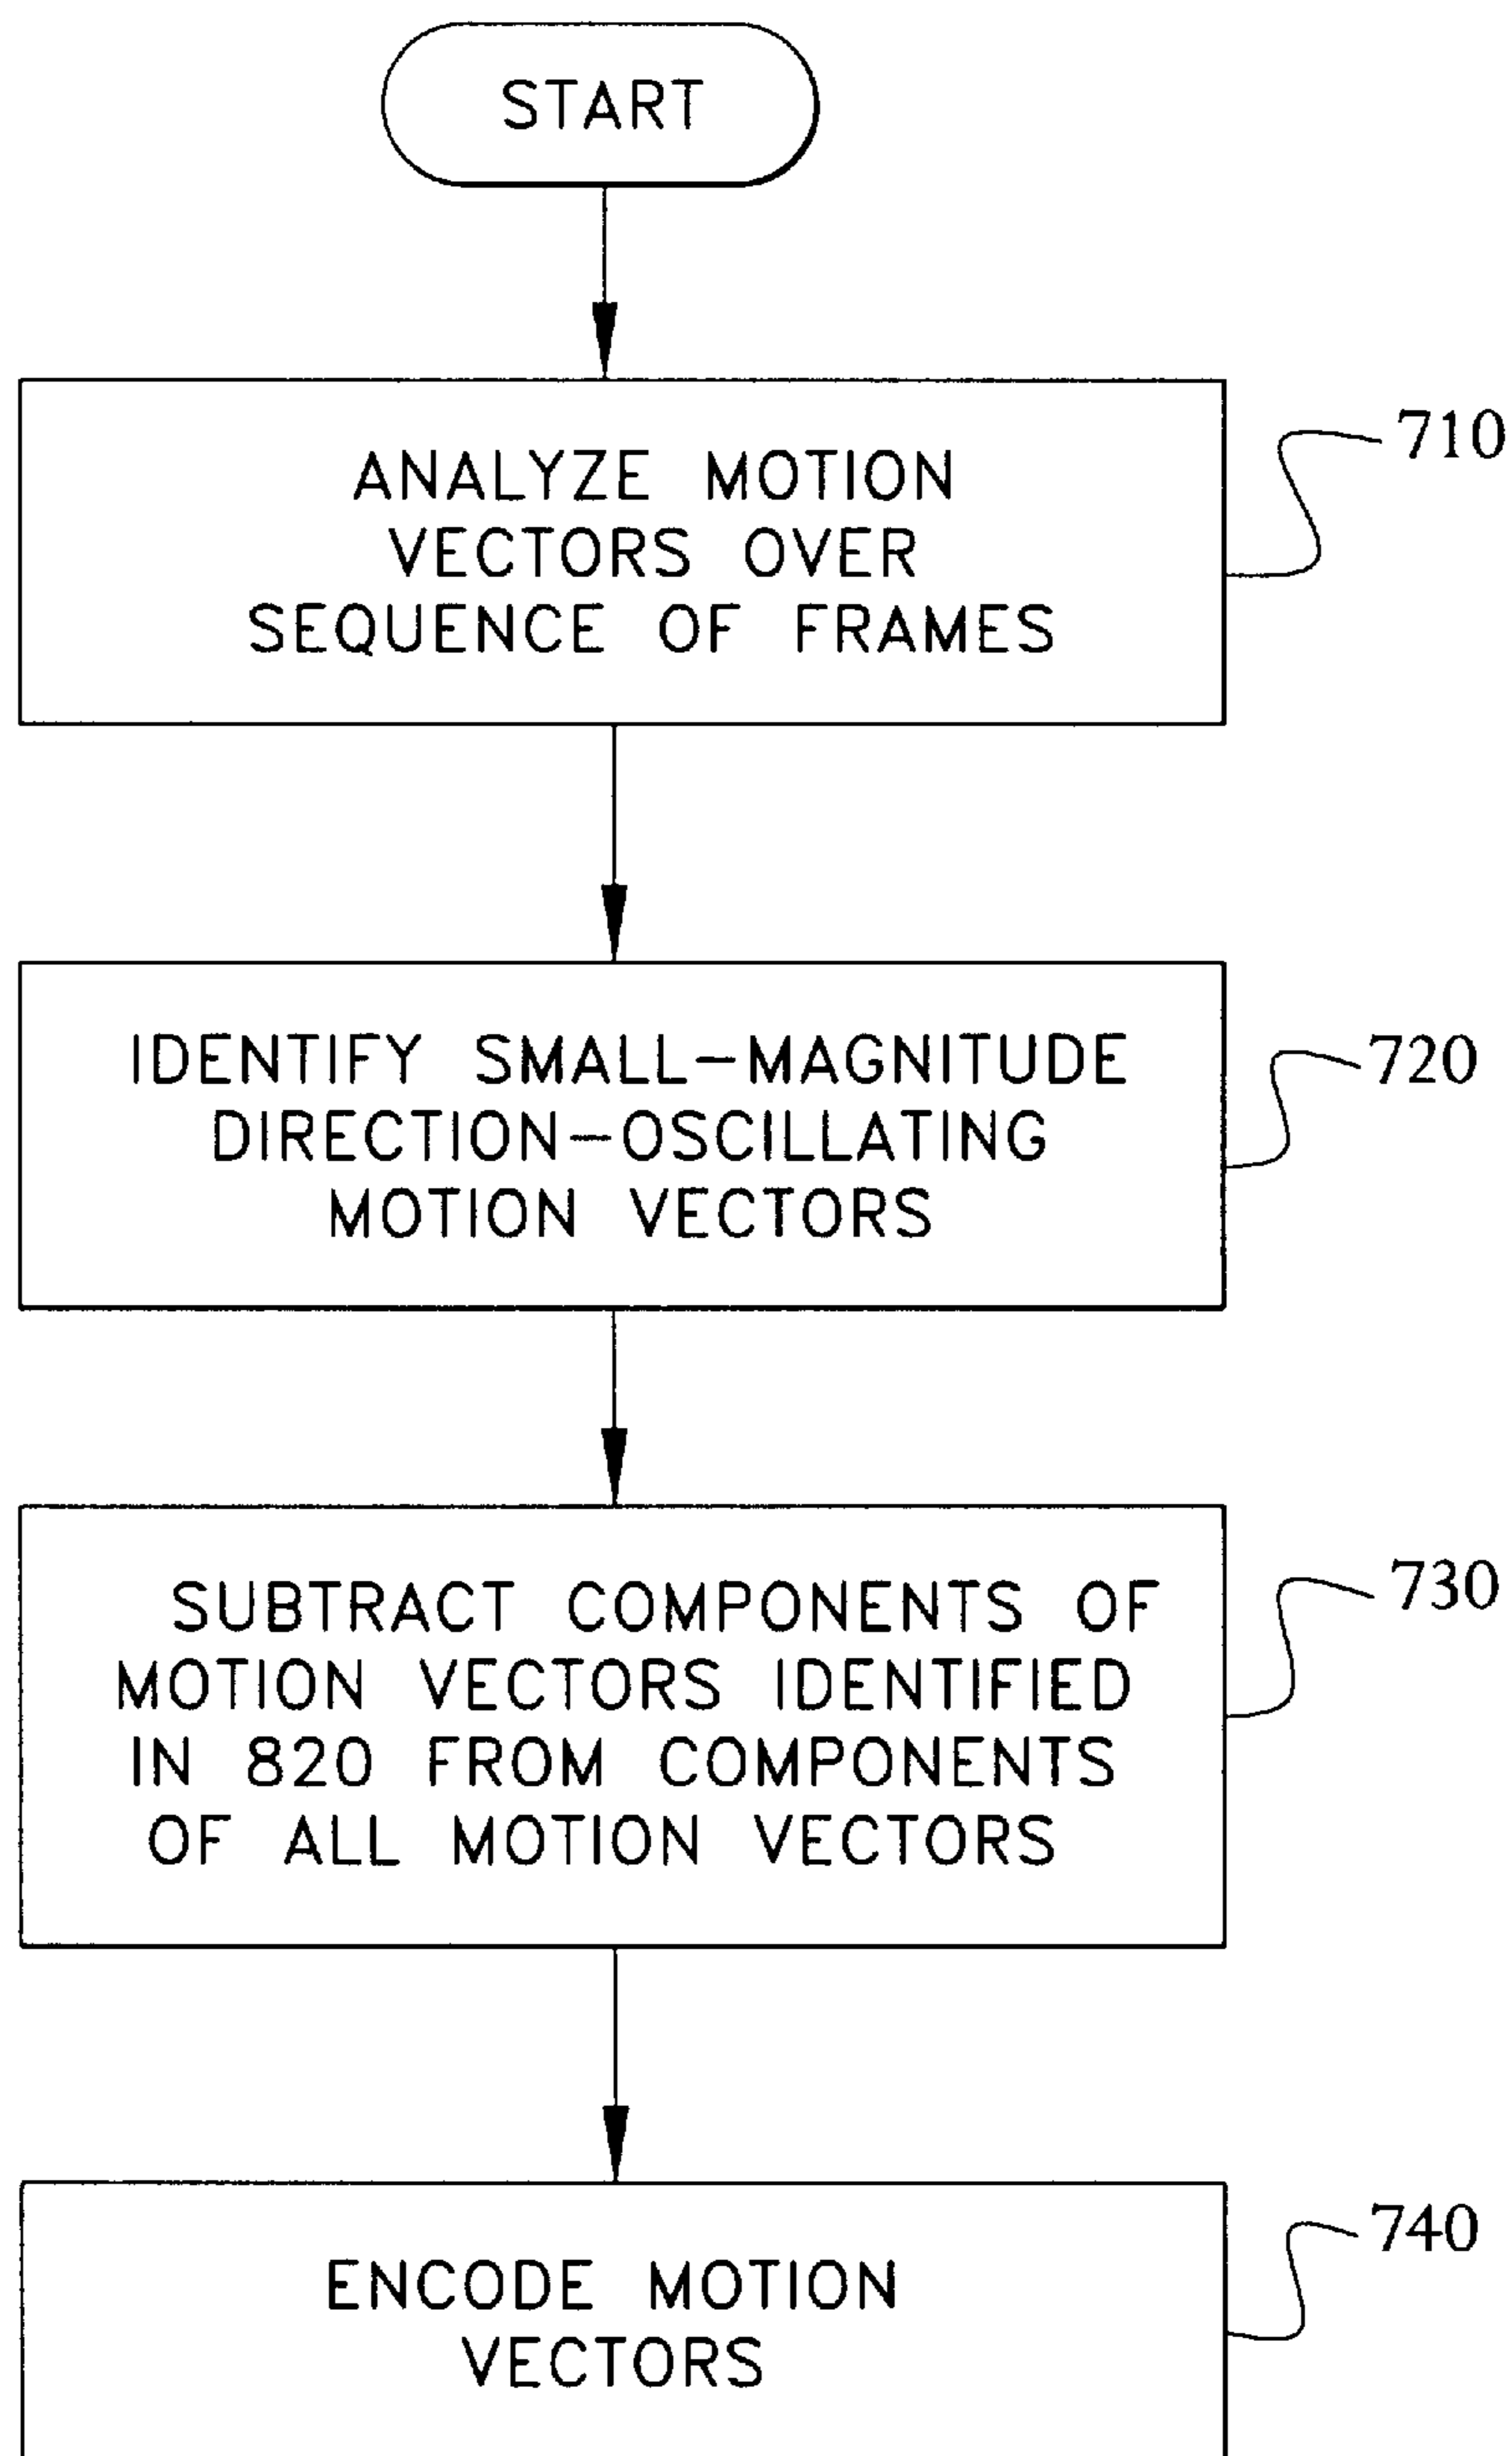 START
ANALYZE MOTION
VECTORS OVER
SEQUENCE OF FRAMES
710
IDENTIFY SMALL-MAGNITUDE
DIRECTION-OSCILLATING
MOTION VECTORS
720
SUBTRACT COMPONENTS OF
MOTION VECTORS IDENTIFIED
IN 820 FROM COMPONENTS
OF ALL MOTION VECTORS
730
ENCODE MOTION
VECTORS
740